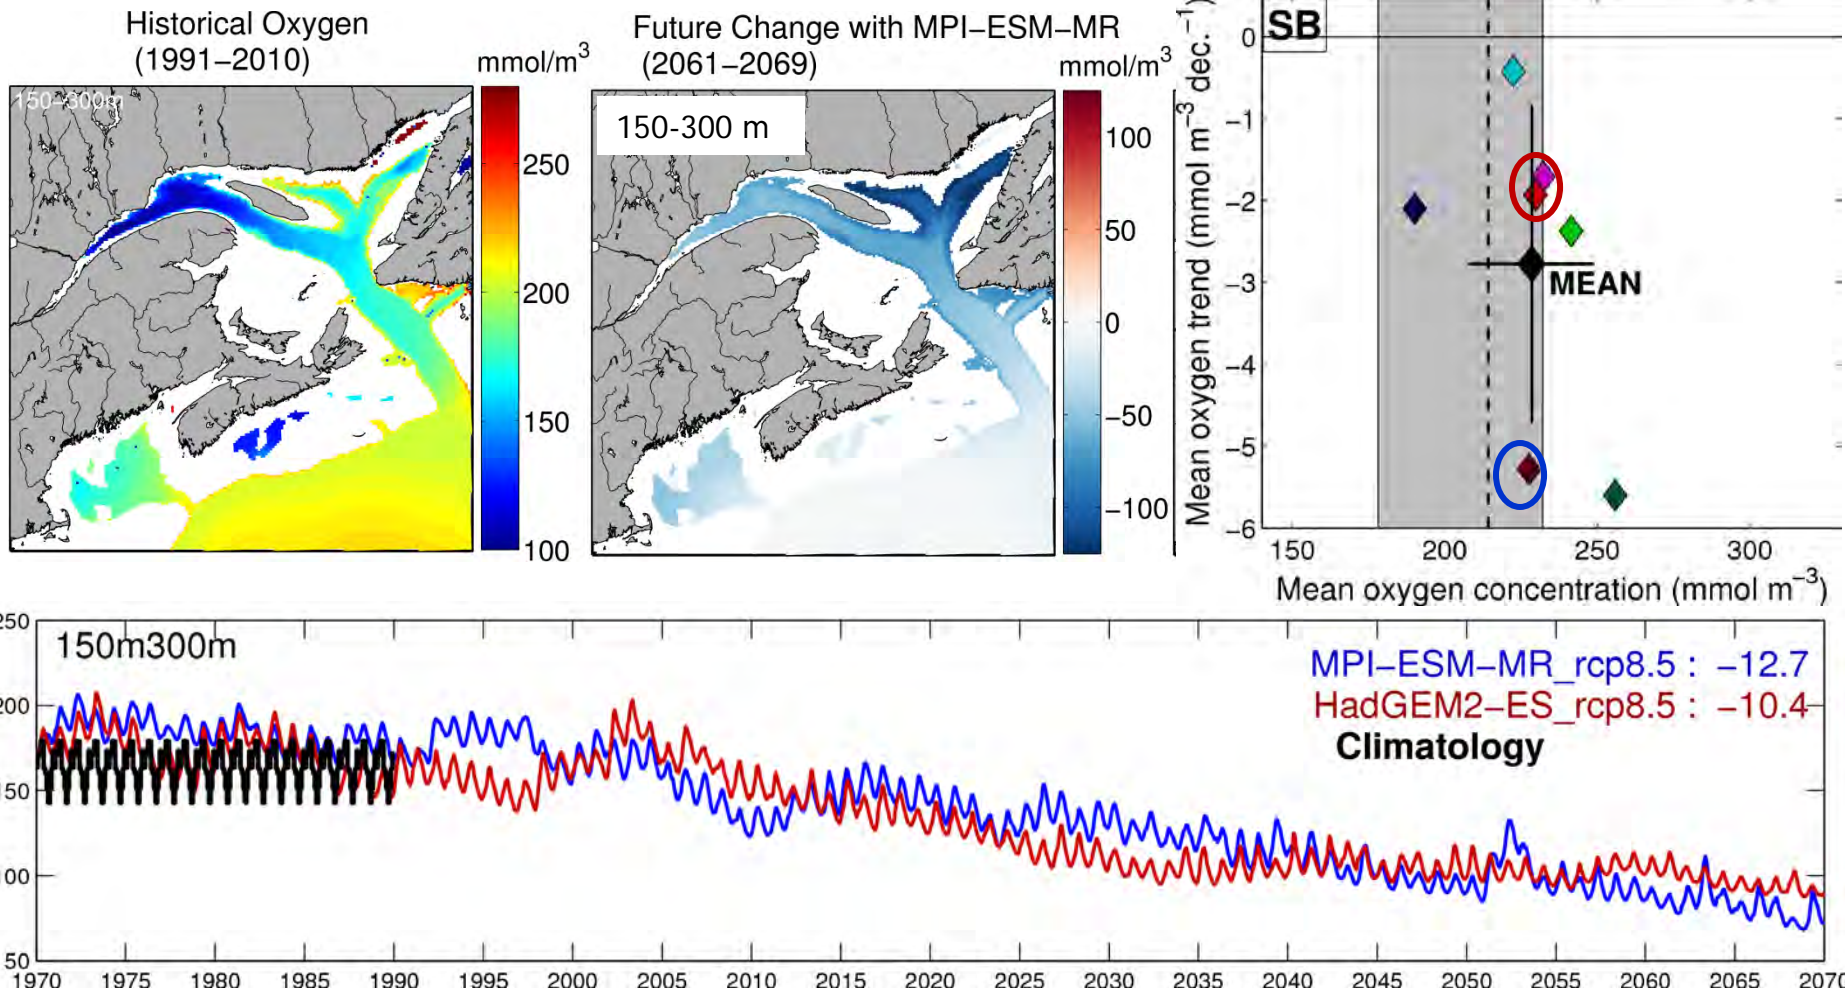 Historical Oxygen
(1991−2010)
mmol/m³
150−300m
250
200
150
100
Future Change with MPI−ESM−MR
(2061−2069)
mmol/m³
150-300 m
100
50
0
−50
−100
SB
Mean oxygen trend (mmol m⁻³ dec.⁻¹)
0
−1
−2
−3
−4
−5
−6
MEAN
150 200 250 300
Mean oxygen concentration (mmol m⁻³)
150m300m
MPI−ESM−MR_rcp8.5 : −12.7
HadGEM2−ES_rcp8.5 : −10.4
Climatology
250
200
150
100
50
1970 1975 1980 1985 1990 1995 2000 2005 2010 2015 2020 2025 2030 2035 2040 2045 2050 2055 2060 2065 2070